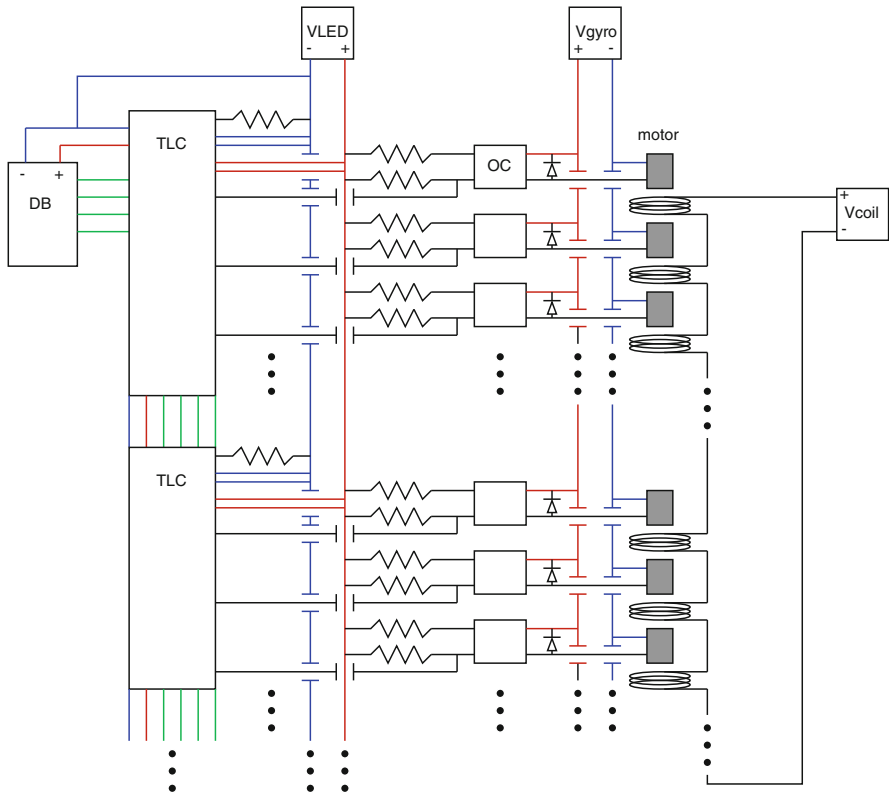 VLED
- +
Vgyro
+ -
TLC
motor
OC
- +
DB
+
Vcoil
-
TLC